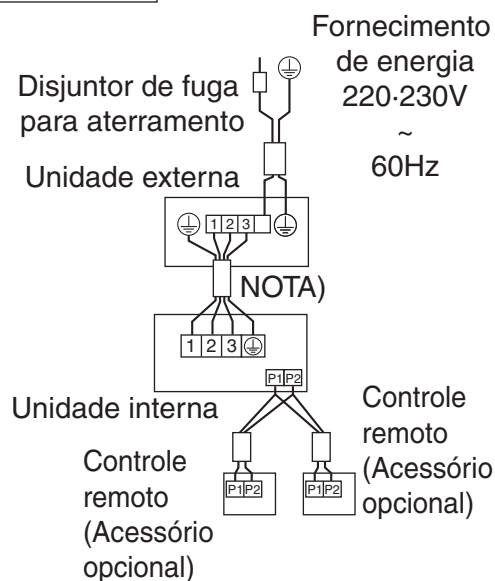 Fornecimento
de energia
220·230V
~
60Hz
Disjuntor de fuga
para aterramento
Unidade externa
1 2 3
NOTA)
1 2 3
P1 P2
Unidade interna
Controle
remoto
(Acessório
opcional)
P1 P2
P1 P2
Controle
remoto
(Acessório
opcional)